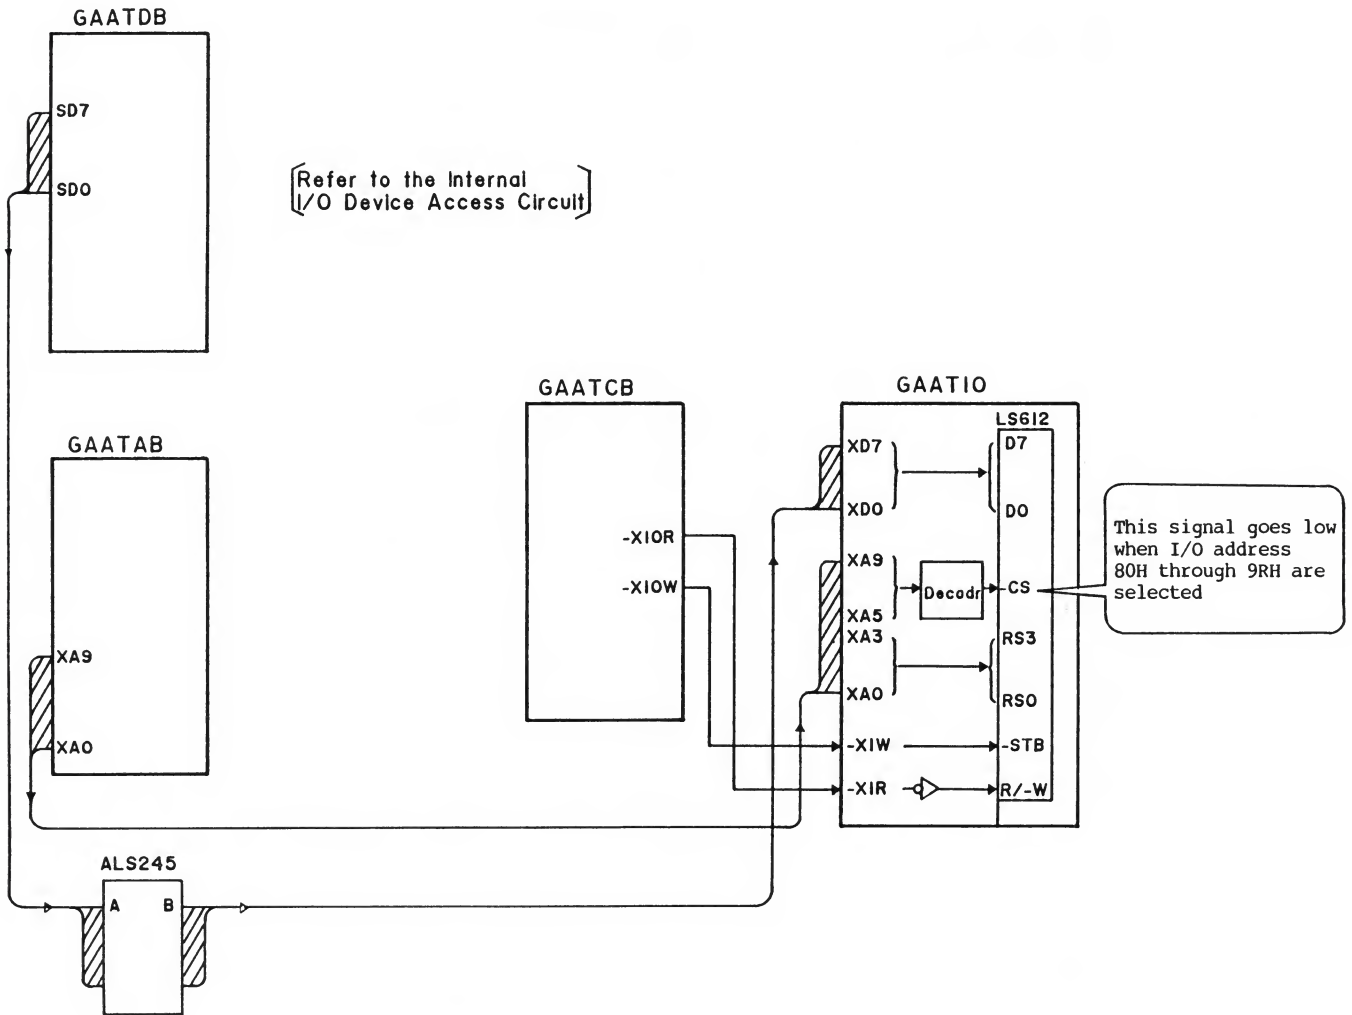 GAATDB
SD7
SD0
[Refer to the Internal
I/O Device Access Circuit]
GAATAB
XA9
XA0
ALS245
A B
GAATCB
-XIOR
-XIOW
GAATIO
LS612
XD7
D7
XD0
D0
XA9
Decodr
-CS
XA5
XA3
RS3
XA0
RS0
-XIW
-STB
-XIR
R/-W
This signal goes low
when I/O address
80H through 9RH are
selected